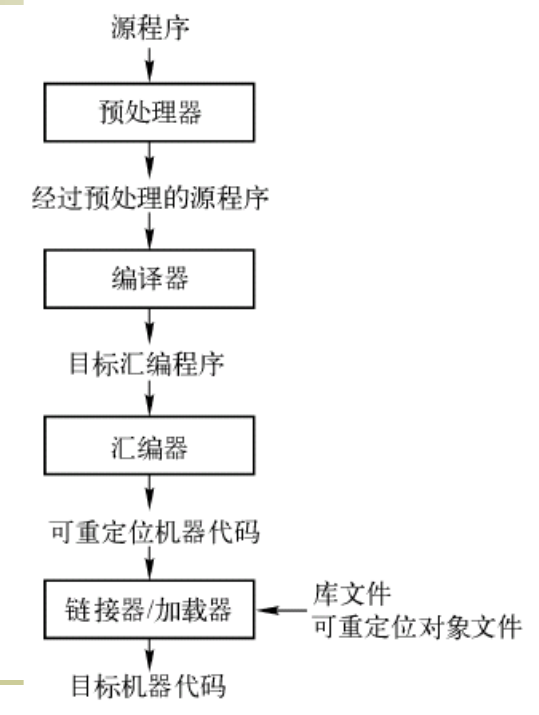 源程序
预处理器
经过预处理的源程序
编译器
目标汇编程序
汇编器
可重定位机器代码
链接器/加载器
库文件
可重定位对象文件
目标机器代码